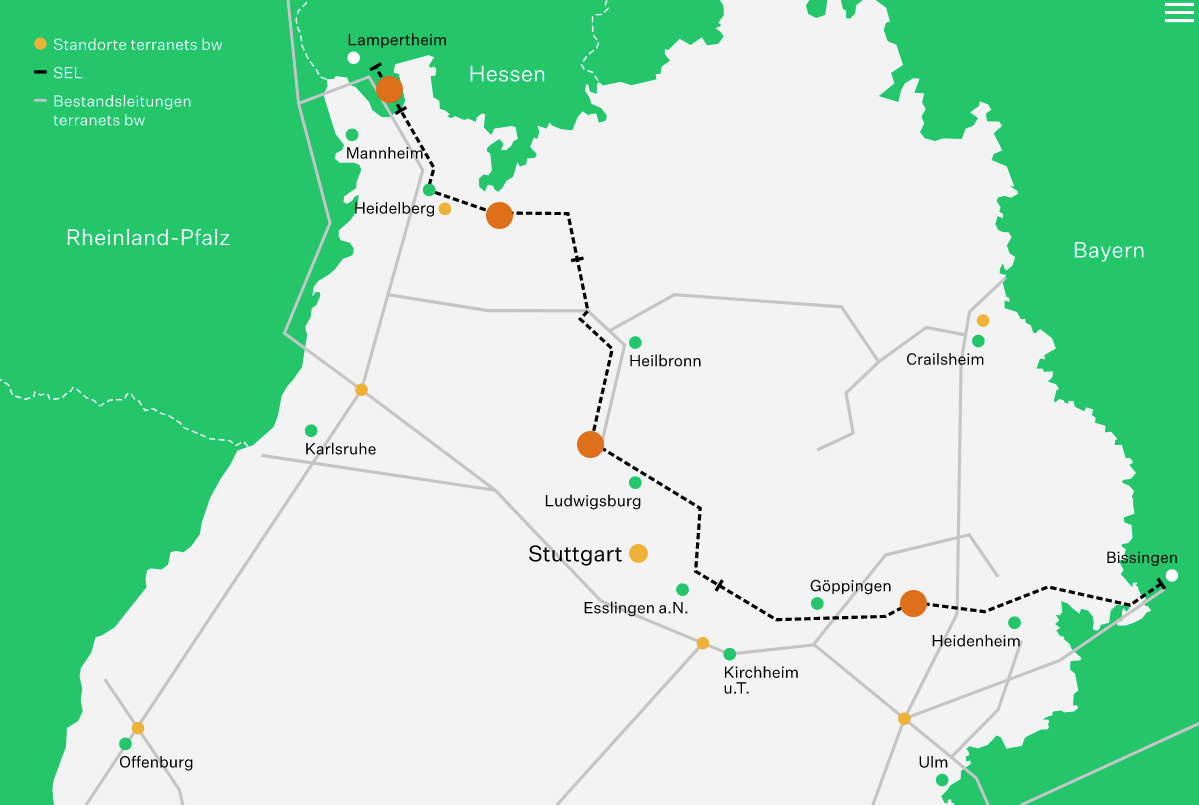 Standorte terranets bw
SEL
Bestandsleitungen
terranets bw
Lampertheim
Hessen
Mannheim
Heidelberg
Rheinland-Pfalz
Bayern
Heilbronn
Crailsheim
Karlsruhe
Ludwigsburg
Stuttgart
Bissingen
Göppingen
Esslingen a.N.
Heidenheim
Kirchheim
u.T.
Offenburg
Ulm